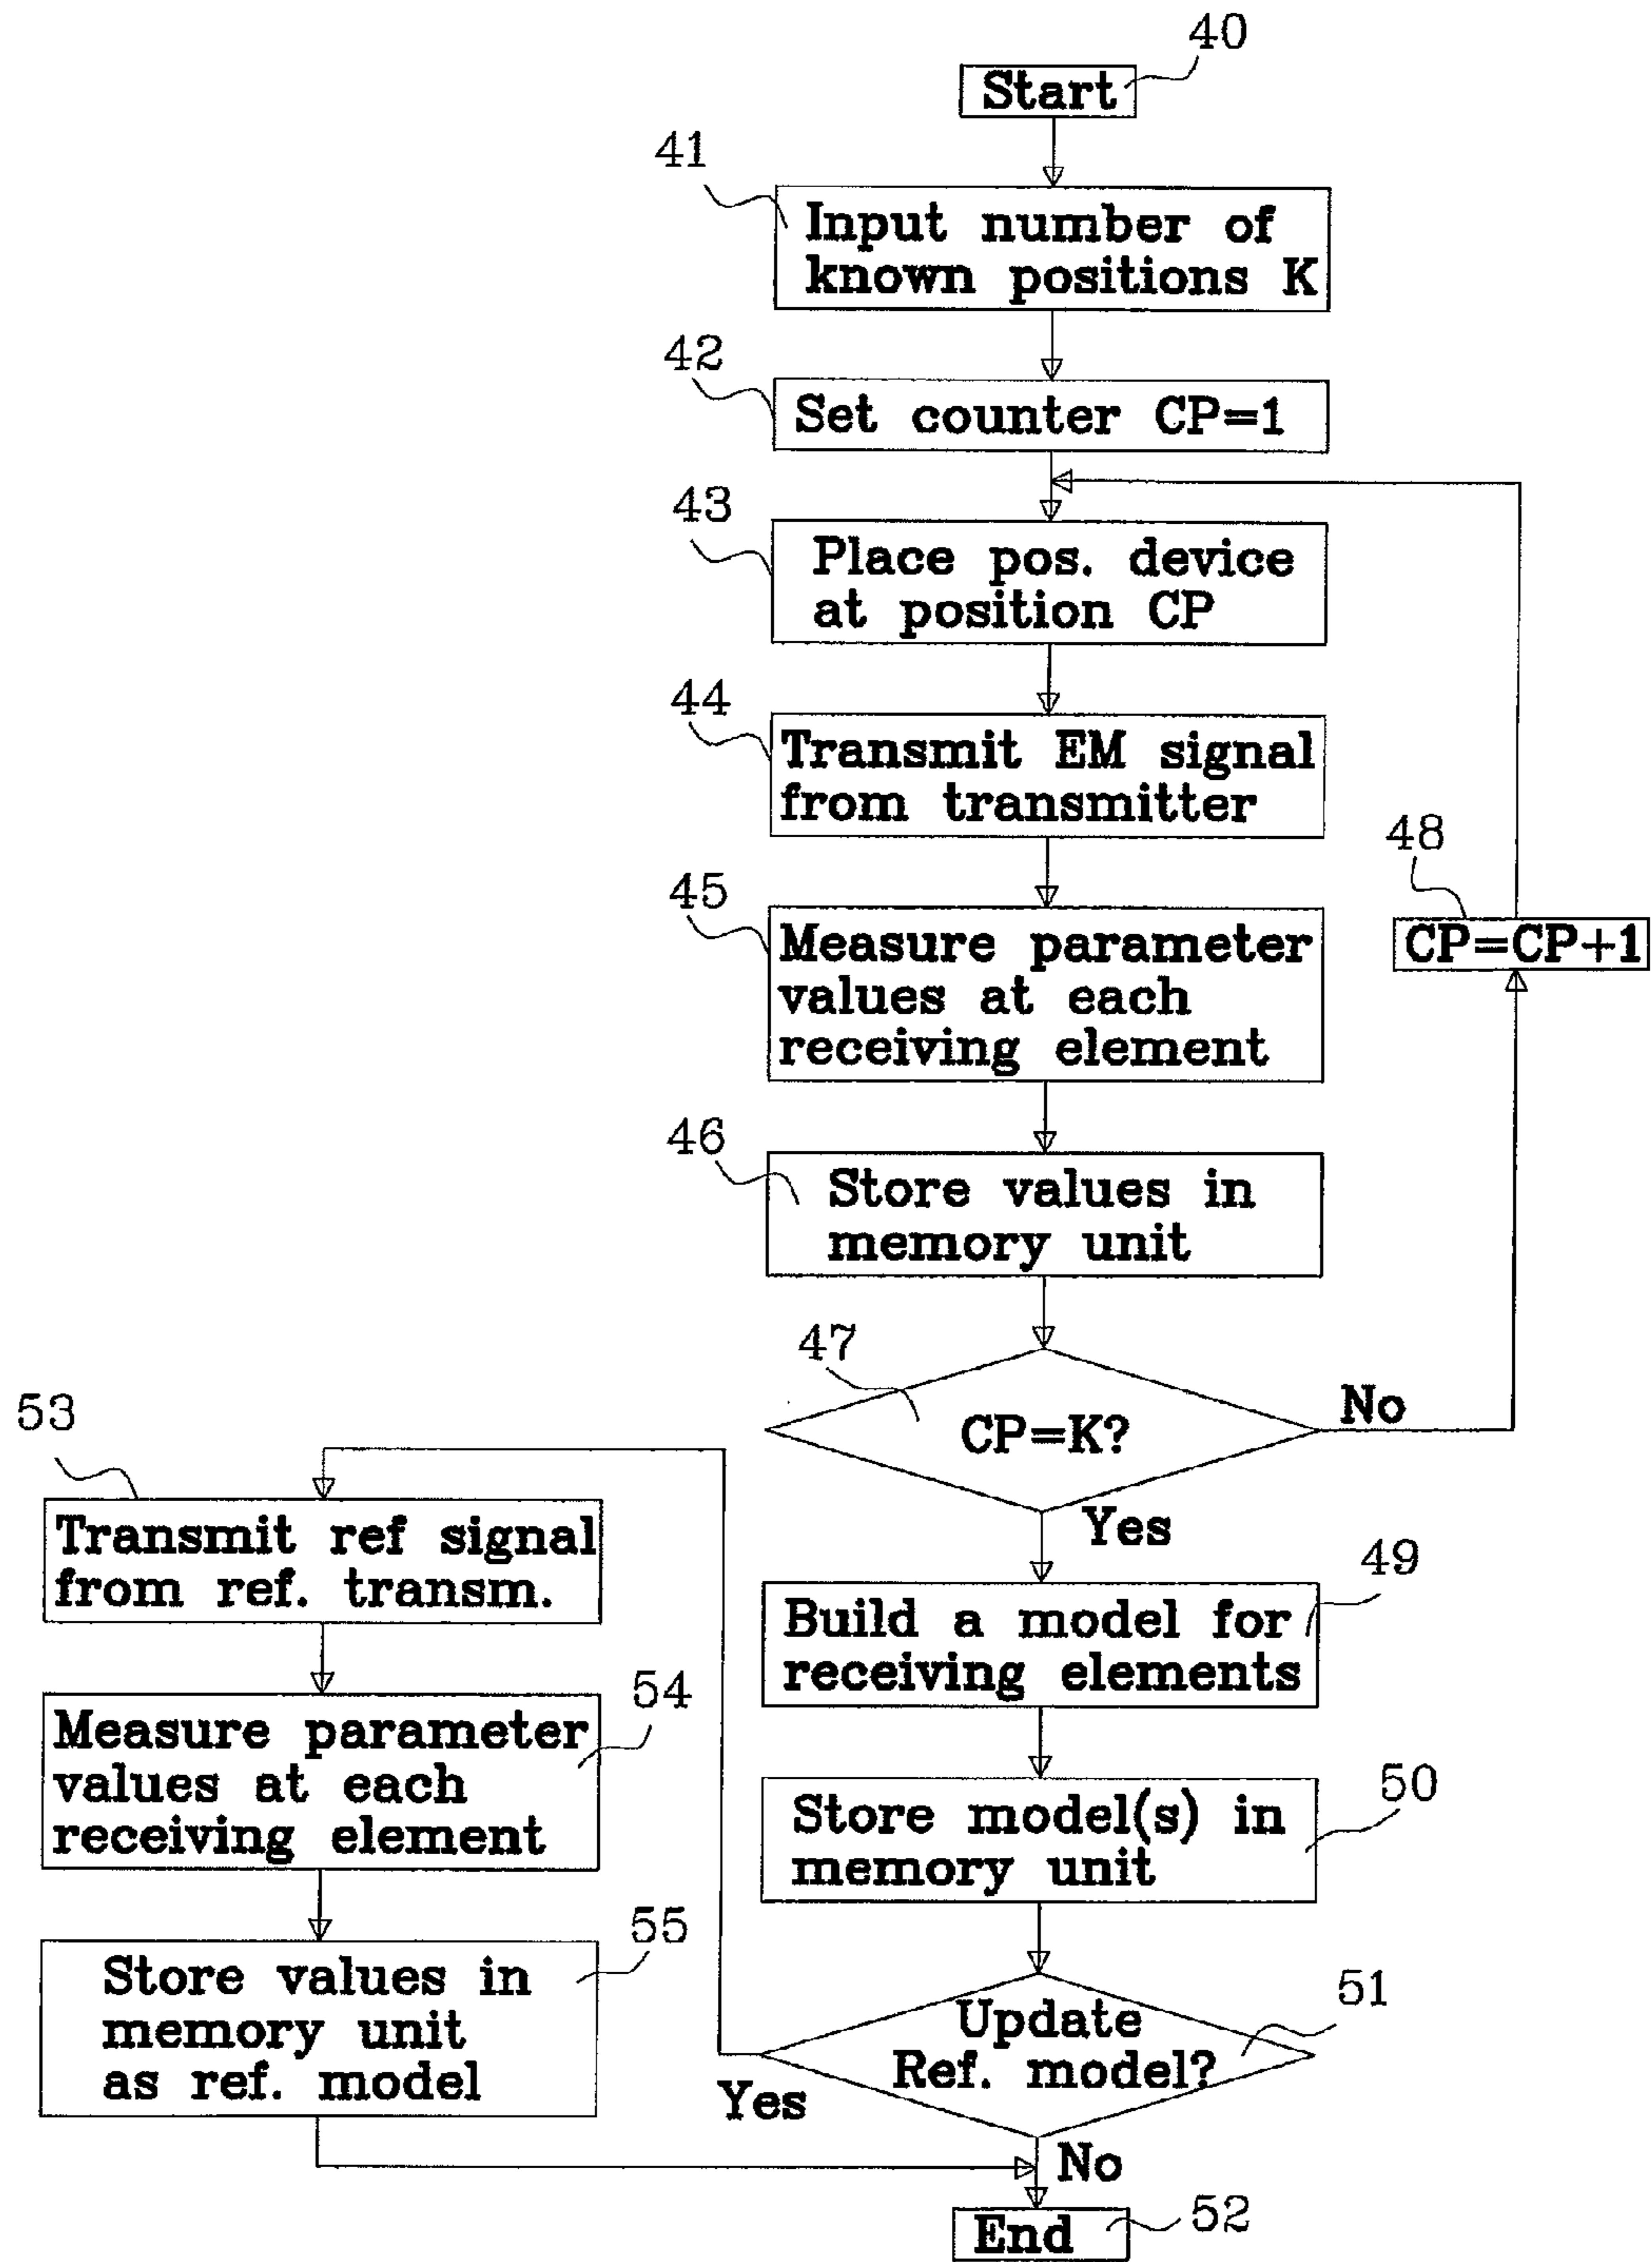 40
Start
41
Input number of
known positions K
42
Set counter CP=1
43
Place pos. device
at position CP
44
Transmit EM signal
from transmitter
45
Measure parameter
values at each
receiving element
48
CP=CP+1
46
Store values in
memory unit
47
CP=K?
No
Yes
49
Build a model for
receiving elements
50
Store model(s) in
memory unit
51
Update
Ref. model?
Yes
No
52
End
53
Transmit ref signal
from ref. transm.
54
Measure parameter
values at each
receiving element
55
Store values in
memory unit
as ref. model